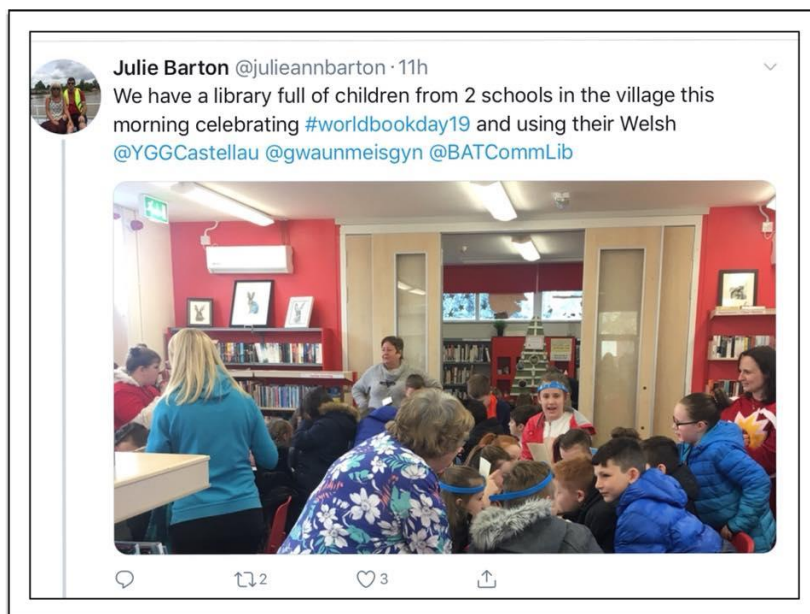 Julie Barton @julieannbarton · 11h
We have a library full of children from 2 schools in the village this
morning celebrating #worldbookday19 and using their Welsh
@YGGCastellau @gwaunmeisgyn @BATCommLib
2
3